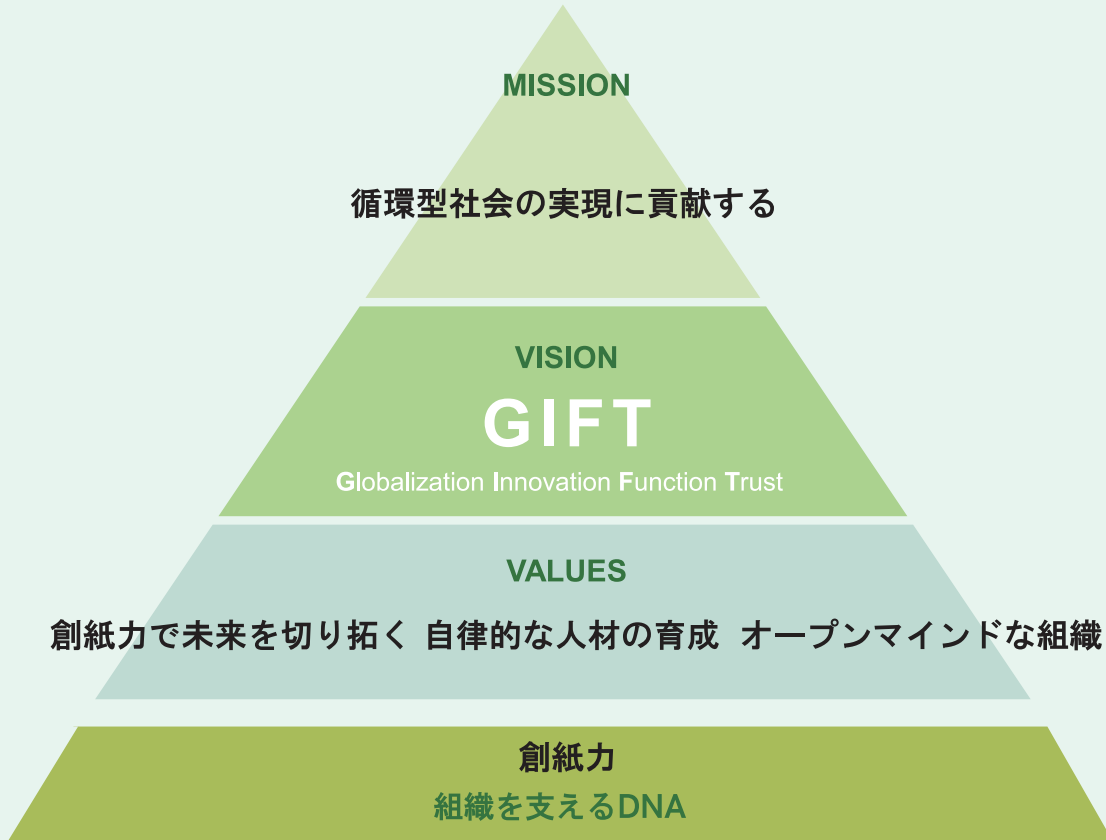 MISSION
循環型社会の実現に貢献する
VISION
GIFT
Globalization Innovation Function Trust
VALUES
創紙力で未来を切り拓く 自律的な人材の育成 オープンマインドな組織
創紙力
組織を支えるDNA